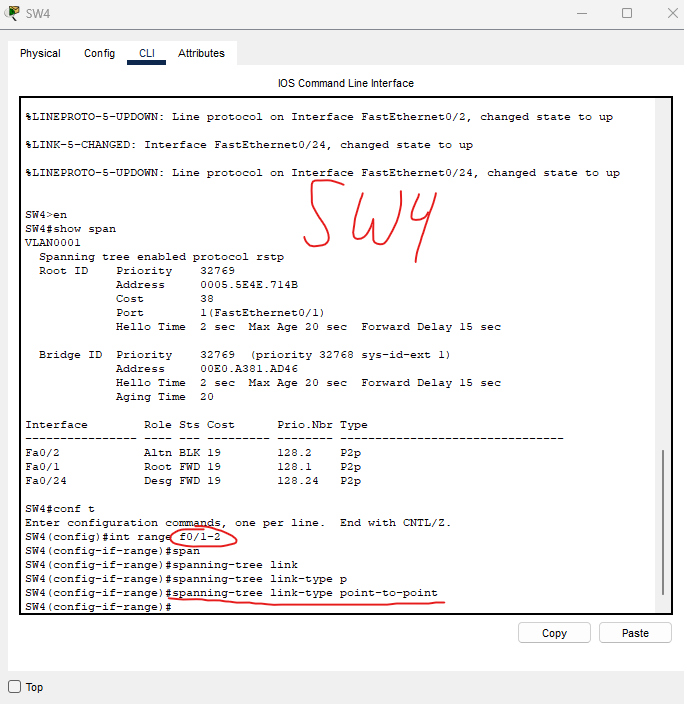 SW4
Physical Config CLI Attributes
IOS Command Line Interface
%LINEPROTO-5-UPDOWN: Line protocol on Interface FastEthernet0/2, changed state to up
%LINK-5-CHANGED: Interface FastEthernet0/24, changed state to up
%LINEPROTO-5-UPDOWN: Line protocol on Interface FastEthernet0/24, changed state to up
SW4
SW4>en
SW4#show span
VLAN0001
  Spanning tree enabled protocol rstp
  Root ID    Priority    32769
             Address     0005.5E4E.714B
             Cost        38
             Port        1(FastEthernet0/1)
             Hello Time  2 sec  Max Age 20 sec  Forward Delay 15 sec
  Bridge ID  Priority    32769  (priority 32768 sys-id-ext 1)
             Address     00E0.A381.AD46
             Hello Time  2 sec  Max Age 20 sec  Forward Delay 15 sec
             Aging Time  20
Interface        Role Sts Cost      Prio.Nbr Type
---------------- ---- --- --------- -------- --------------------------------
Fa0/2            Altn BLK 19        128.2    P2p
Fa0/1            Root FWD 19        128.1    P2p
Fa0/24           Desg FWD 19        128.24   P2p
SW4#conf t
Enter configuration commands, one per line.  End with CNTL/Z.
SW4(config)#int range f0/1-2
SW4(config-if-range)#span
SW4(config-if-range)#spanning-tree link
SW4(config-if-range)#spanning-tree link-type p
SW4(config-if-range)#spanning-tree link-type point-to-point
SW4(config-if-range)#
Copy Paste
Top